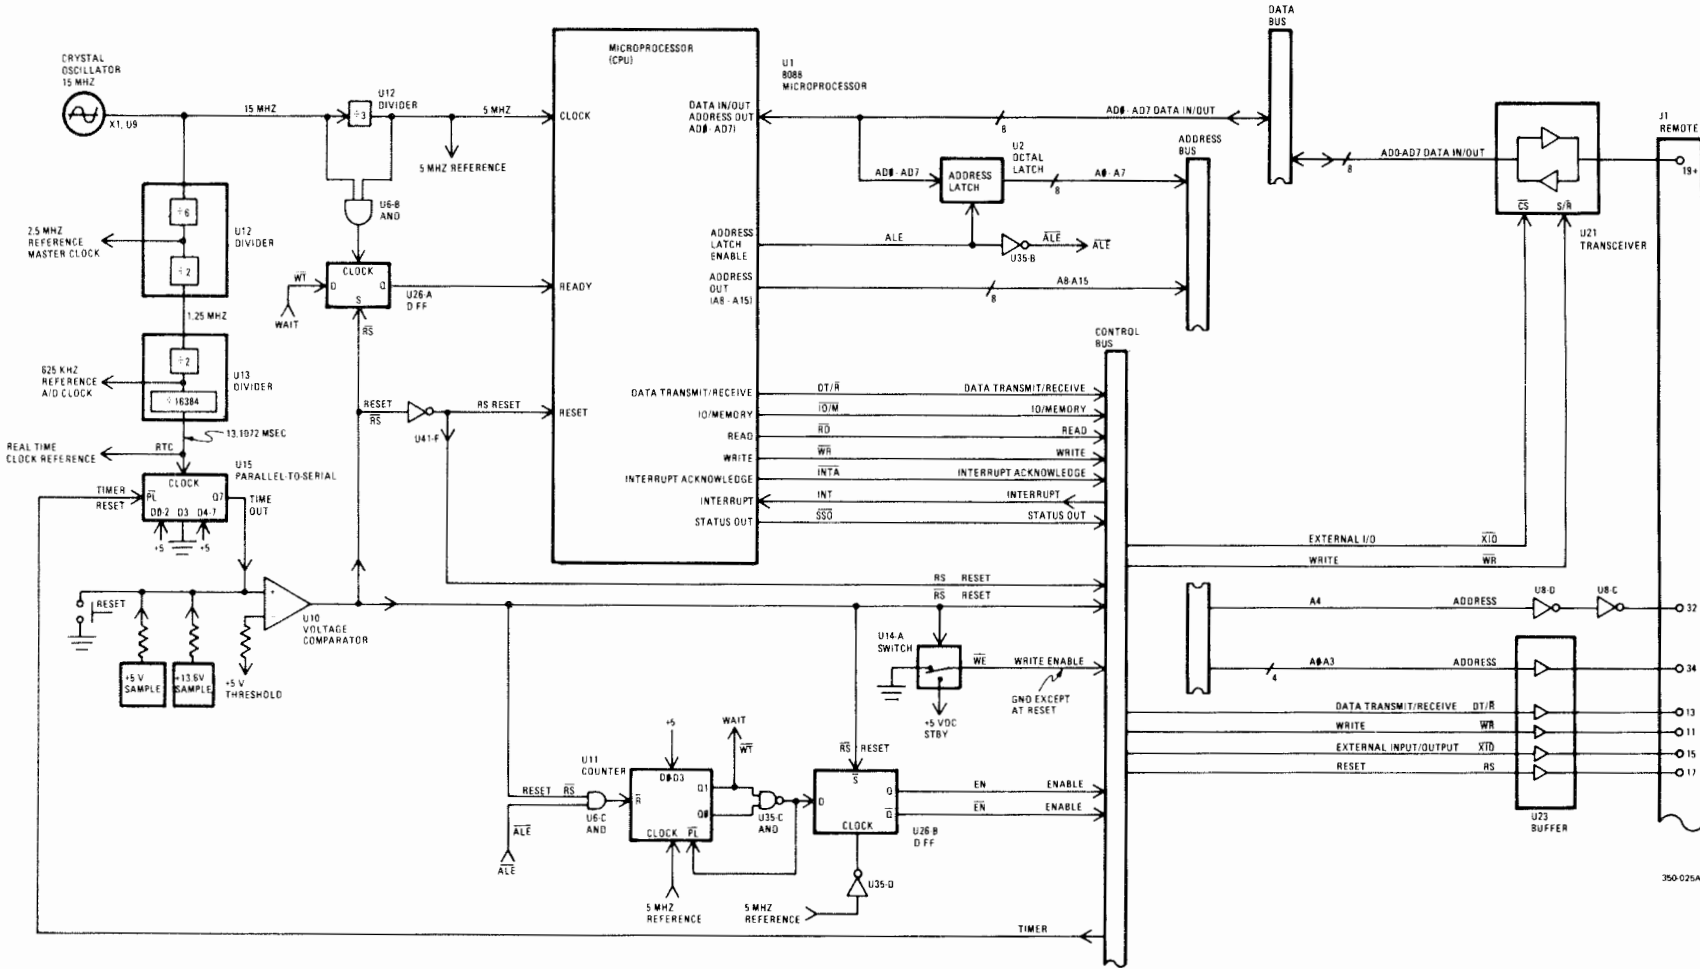 CRYSTAL
OSCILLATOR
15 MHZ
X1, U9
15 MHZ
U12
DIVIDER
÷3
5 MHZ
5 MHZ REFERENCE
U6-B
AND
÷6
÷2
U12
DIVIDER
2.5 MHZ
REFERENCE
MASTER CLOCK
1.25 MHZ
÷2
÷16384
U13
DIVIDER
625 KHZ
REFERENCE
A/D CLOCK
13.1072 MSEC
RTC
REAL TIME
CLOCK REFERENCE
U15
PARALLEL-TO-SERIAL
CLOCK
PL
Q7
D0-2
D3
D4-7
+5
+5
TIMER
RESET
TIME
OUT
WT
WAIT
CLOCK
D
Q
S
U26-A
D FF
RS
RESET
RS
U41-F
RS RESET
MICROPROCESSOR
(CPU)
U1
8088
MICROPROCESSOR
CLOCK
READY
RESET
DATA IN/OUT
ADDRESS OUT
AD0-AD7)
ADDRESS
LATCH
ENABLE
ADDRESS
OUT
(A8-A15)
DATA TRANSMIT/RECEIVE
IO/MEMORY
READ
WRITE
INTERRUPT ACKNOWLEDGE
INTERRUPT
STATUS OUT
8
AD0-AD7 DATA IN/OUT
DATA
BUS
AD0-AD7
ADDRESS
LATCH
U2
OCTAL
LATCH
8
A0-A7
ADDRESS
BUS
ALE
U35-B
ALE
ALE
8
A8-A15
CONTROL
BUS
DT/R
DATA TRANSMIT/RECEIVE
IO/M
IO/MEMORY
RD
READ
WR
WRITE
INTA
INTERRUPT ACKNOWLEDGE
INT
INTERRUPT
SSO
STATUS OUT
8
AD0-AD7 DATA IN/OUT
CS
S/R
U21
TRANSCEIVER
J1
REMOTE
19+
EXTERNAL I/O
XIO
WRITE
WR
RS RESET
RS RESET
RESET
+5 V
SAMPLE
+13.6V
SAMPLE
+
-
U10
VOLTAGE
COMPARATOR
+5 V
THRESHOLD
U14-A
SWITCH
WE
WRITE ENABLE
GND EXCEPT
AT RESET
+5 VDC
STBY
A4
ADDRESS
U8-D
U8-C
32
4
A0-A3
ADDRESS
34
DATA TRANSMIT/RECEIVE
DT/R
13
WRITE
WR
11
EXTERNAL INPUT/OUTPUT
XIO
15
RESET
RS
17
U23
BUFFER
RESET RS
ALE
ALE
U6-C
AND
U11
COUNTER
+5
D0-D3
R
Q1
Q0
CLOCK
PL
WAIT
WT
U35-C
AND
RS RESET
S
D
Q
Q
CLOCK
U26-B
D FF
EN
ENABLE
EN
ENABLE
U35-D
5 MHZ
REFERENCE
5 MHZ
REFERENCE
TIMER
350-025A